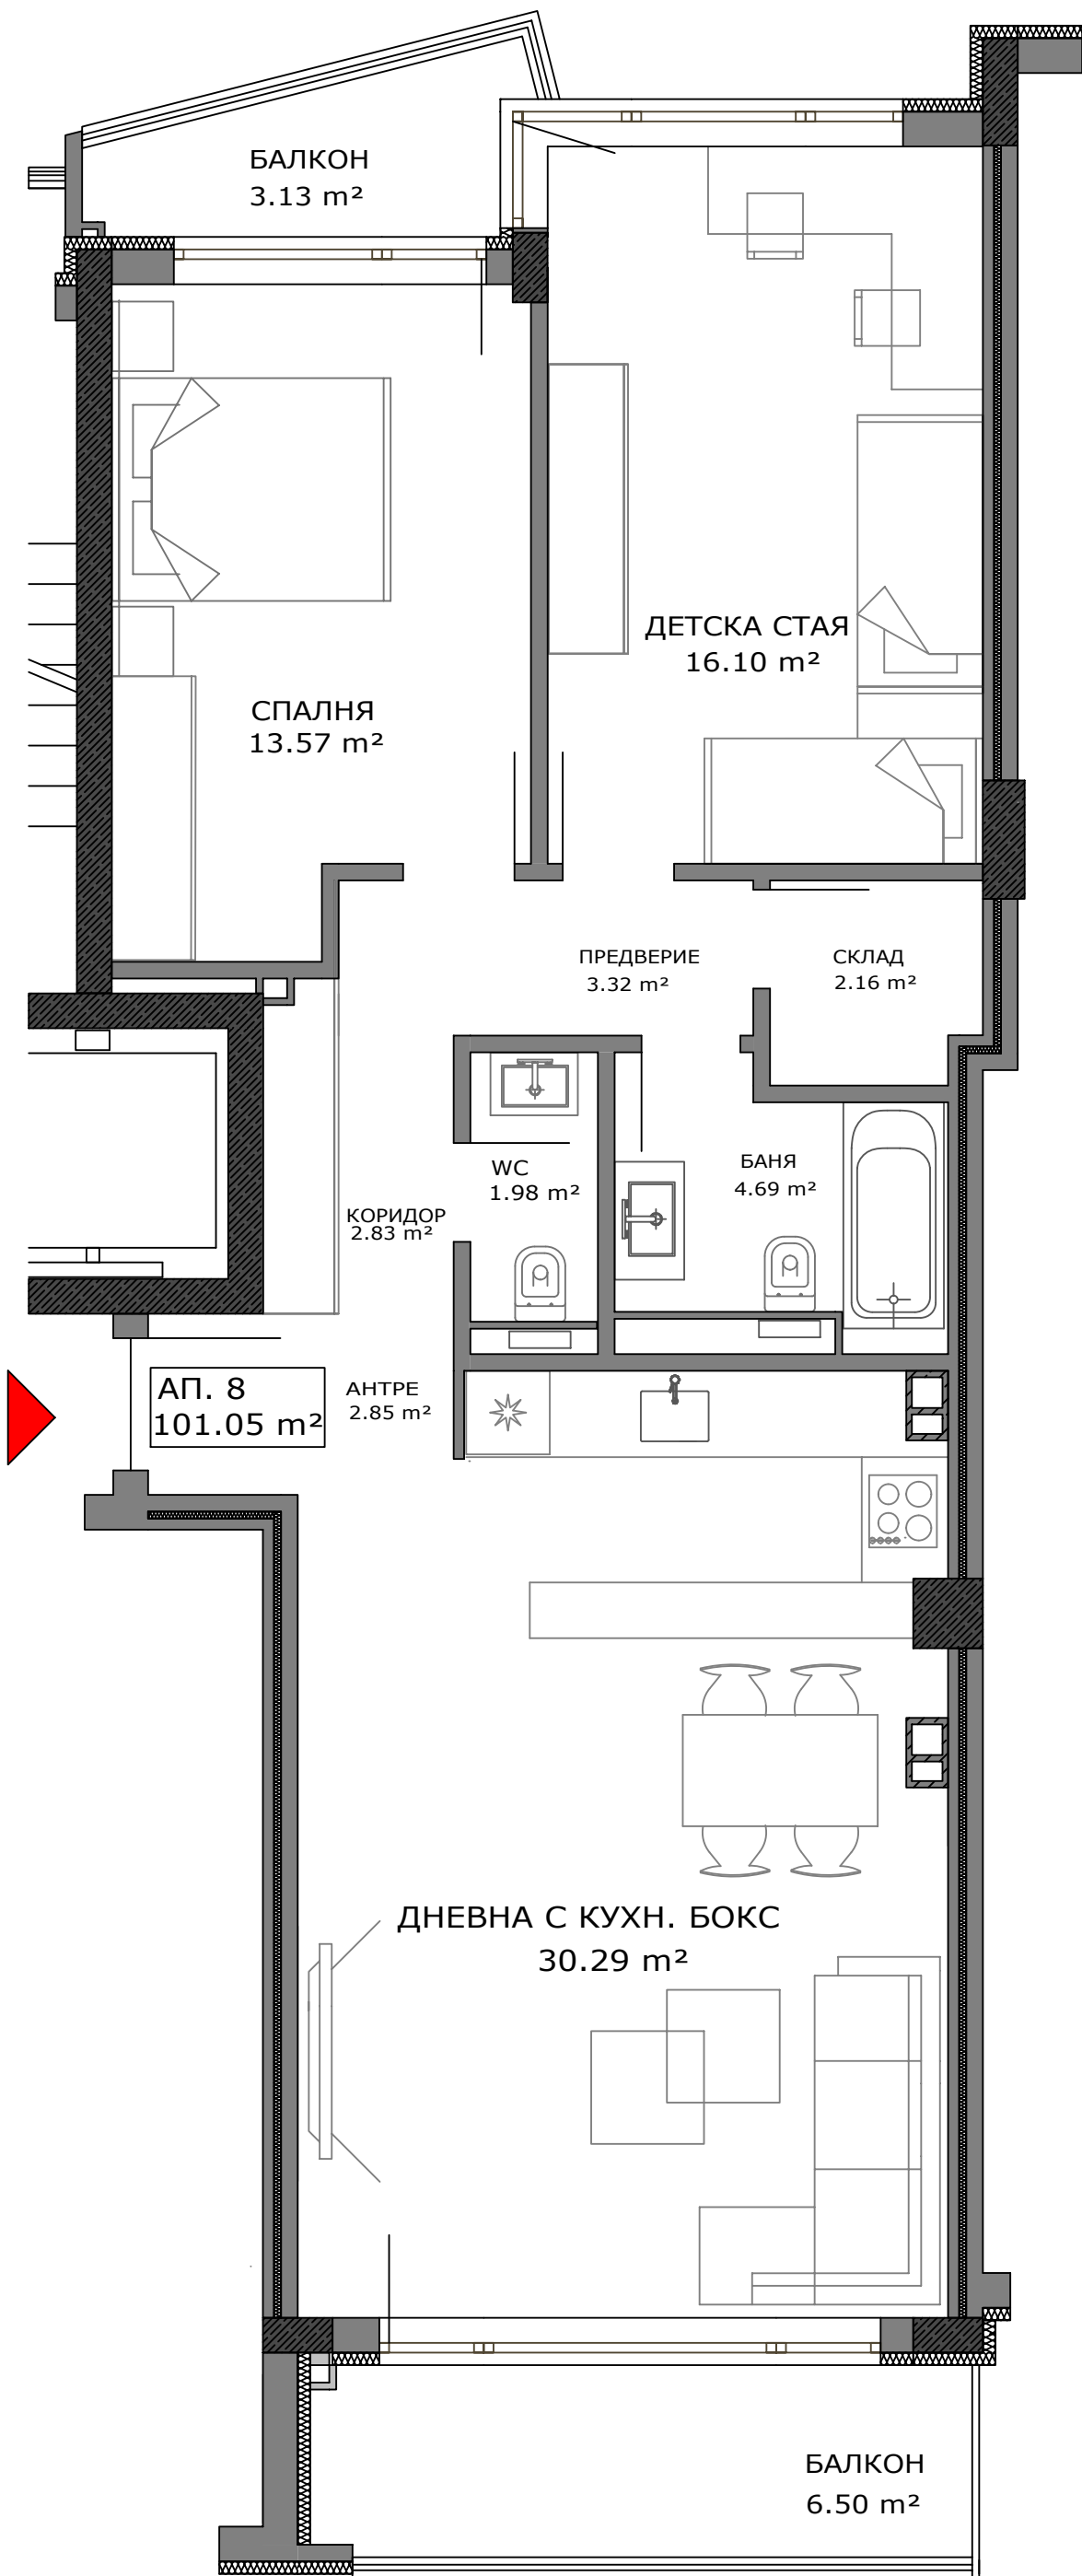 БАЛКОН
3.13 m²
ДЕТСКА СТАЯ
16.10 m²
СПАЛНЯ
13.57 m²
ПРЕДВЕРИЕ
3.32 m²
СКЛАД
2.16 m²
WC
1.98 m²
БАНЯ
4.69 m²
КОРИДОР
2.83 m²
АП. 8
101.05 m²
АНТРЕ
2.85 m²
ДНЕВНА С КУХН. БОКС
30.29 m²
БАЛКОН
6.50 m²